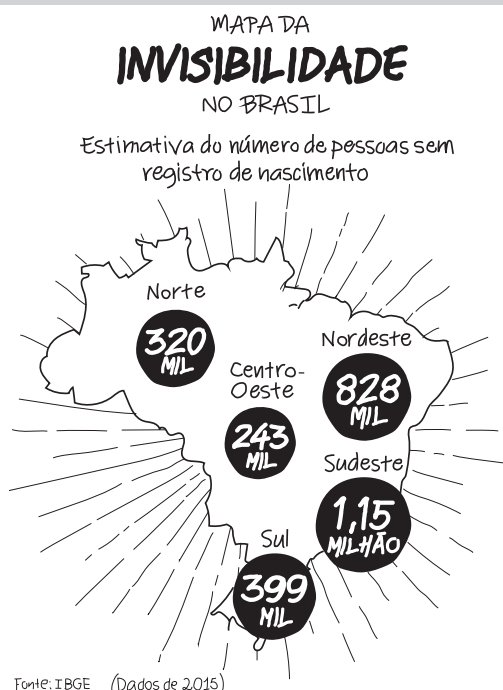 MAPA DA
INVISIBILIDADE
NO BRASIL
Estimativa do número de pessoas sem
registro de nascimento
Norte
320
MIL
Nordeste
828
MIL
Centro-
Oeste
243
MIL
Sudeste
1,15
MILHÃO
Sul
399
MIL
Fonte: IBGE (Dados de 2015)